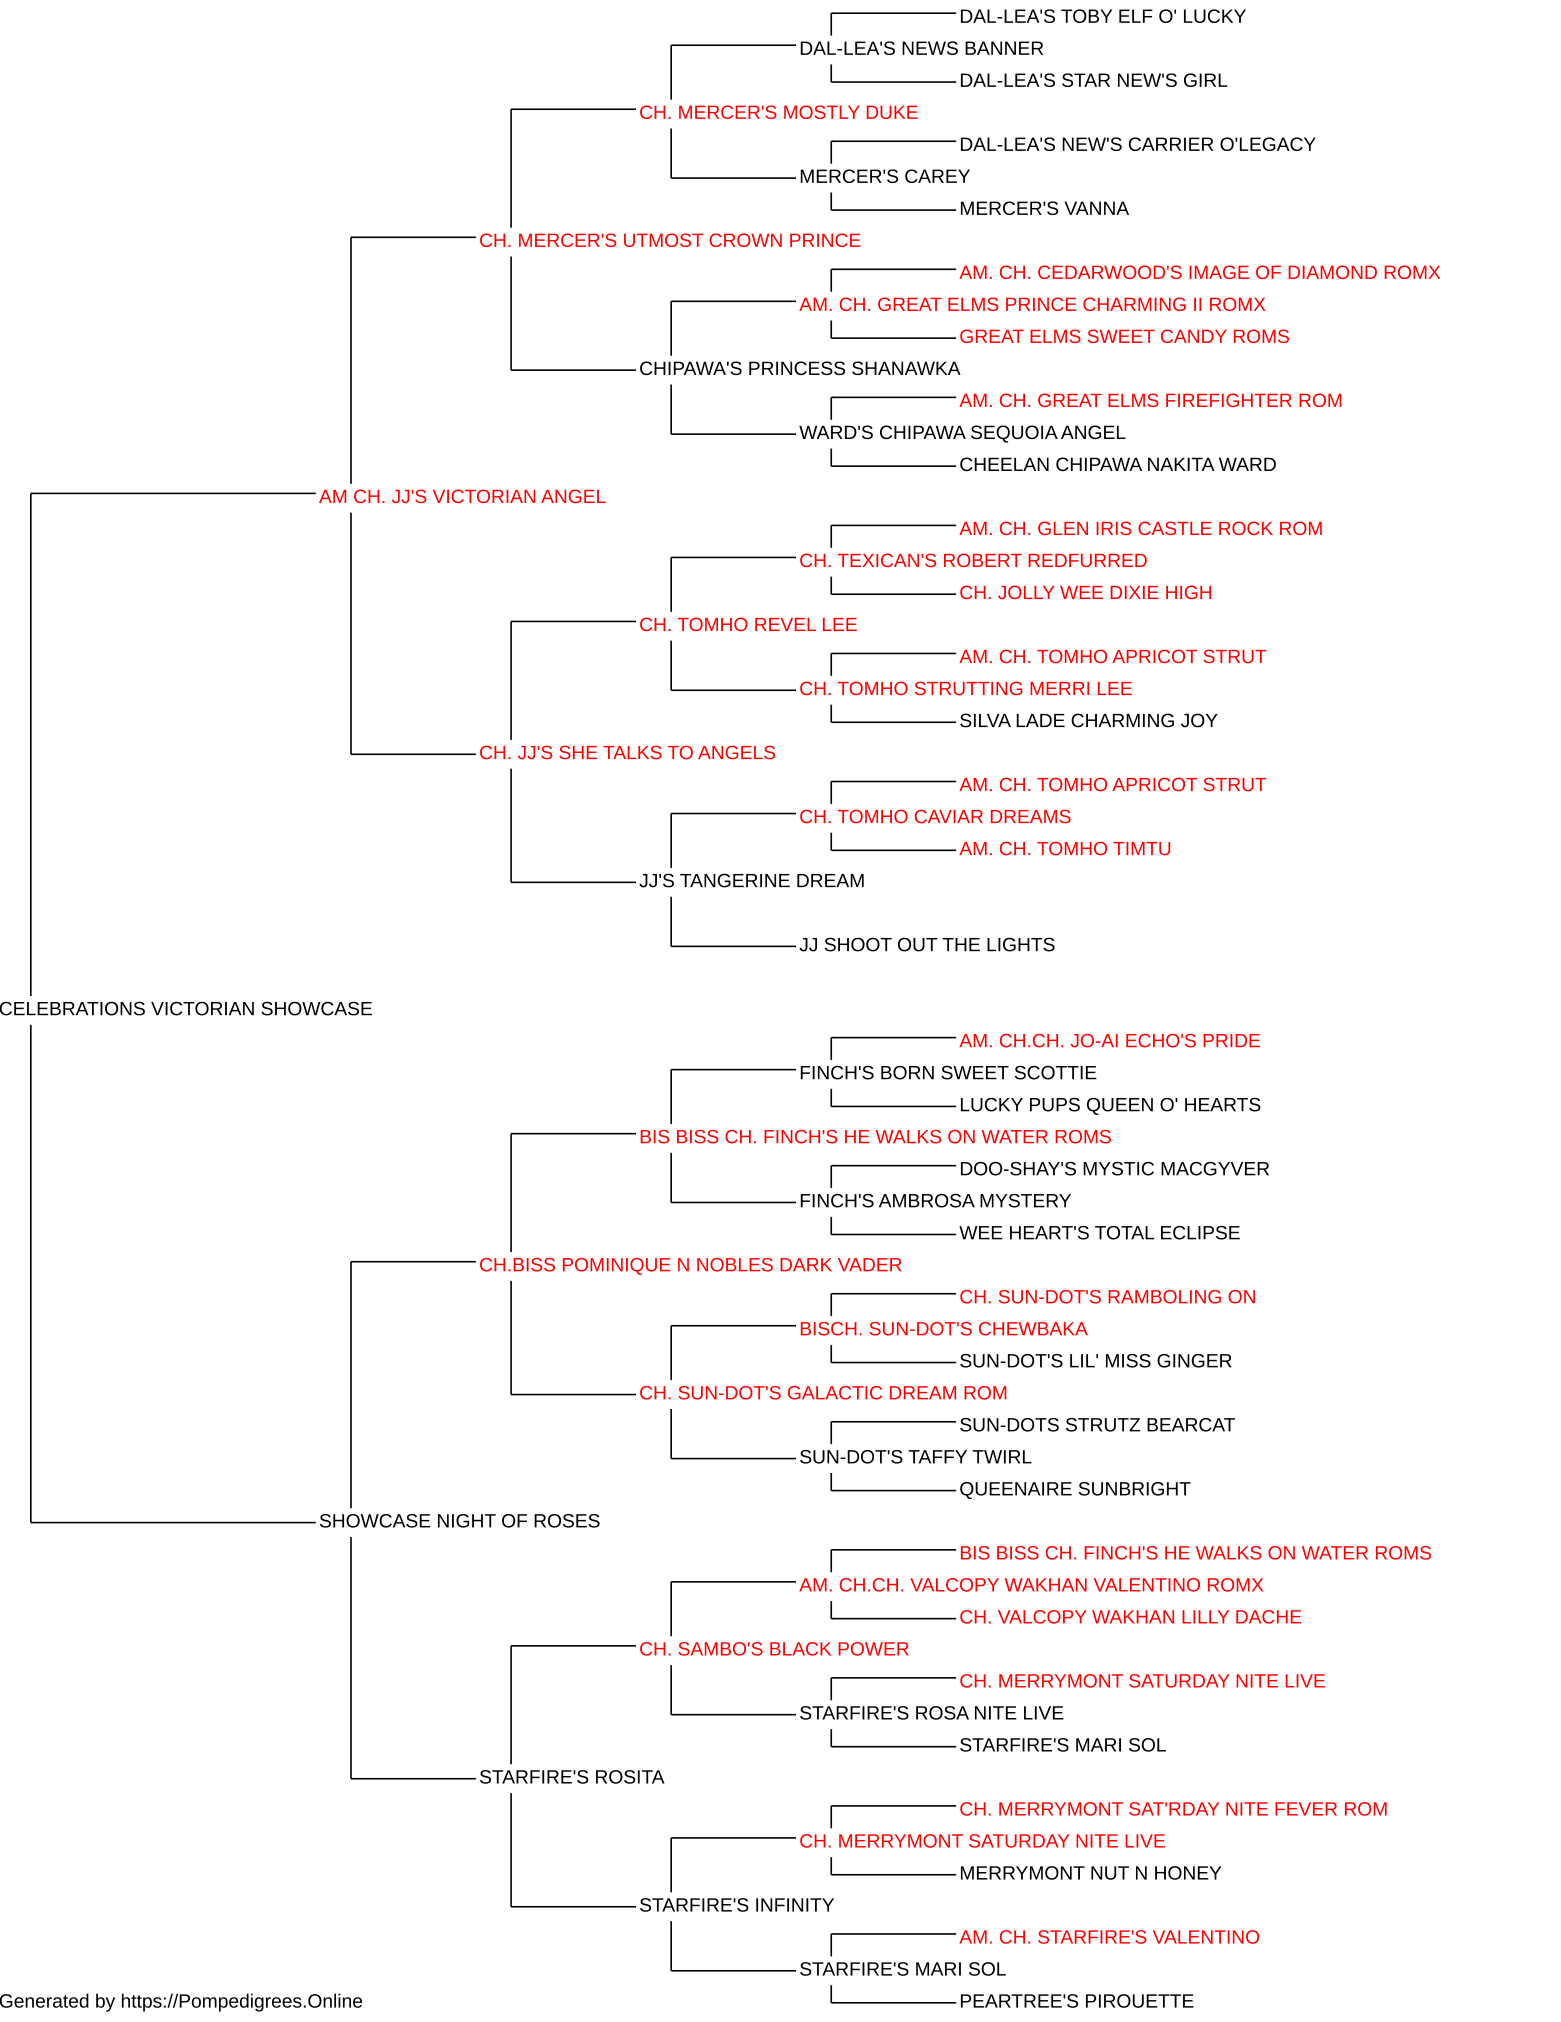 DAL-LEA'S TOBY ELF O' LUCKY
DAL-LEA'S NEWS BANNER
DAL-LEA'S STAR NEW'S GIRL
CH. MERCER'S MOSTLY DUKE
DAL-LEA'S NEW'S CARRIER O'LEGACY
MERCER'S CAREY
MERCER'S VANNA
CH. MERCER'S UTMOST CROWN PRINCE
AM. CH. CEDARWOOD'S IMAGE OF DIAMOND ROMX
AM. CH. GREAT ELMS PRINCE CHARMING II ROMX
GREAT ELMS SWEET CANDY ROMS
CHIPAWA'S PRINCESS SHANAWKA
AM. CH. GREAT ELMS FIREFIGHTER ROM
WARD'S CHIPAWA SEQUOIA ANGEL
CHEELAN CHIPAWA NAKITA WARD
AM CH. JJ'S VICTORIAN ANGEL
AM. CH. GLEN IRIS CASTLE ROCK ROM
CH. TEXICAN'S ROBERT REDFURRED
CH. JOLLY WEE DIXIE HIGH
CH. TOMHO REVEL LEE
AM. CH. TOMHO APRICOT STRUT
CH. TOMHO STRUTTING MERRI LEE
SILVA LADE CHARMING JOY
CH. JJ'S SHE TALKS TO ANGELS
AM. CH. TOMHO APRICOT STRUT
CH. TOMHO CAVIAR DREAMS
AM. CH. TOMHO TIMTU
JJ'S TANGERINE DREAM
JJ SHOOT OUT THE LIGHTS
CELEBRATIONS VICTORIAN SHOWCASE
AM. CH.CH. JO-AI ECHO'S PRIDE
FINCH'S BORN SWEET SCOTTIE
LUCKY PUPS QUEEN O' HEARTS
BIS BISS CH. FINCH'S HE WALKS ON WATER ROMS
DOO-SHAY'S MYSTIC MACGYVER
FINCH'S AMBROSA MYSTERY
WEE HEART'S TOTAL ECLIPSE
CH.BISS POMINIQUE N NOBLES DARK VADER
CH. SUN-DOT'S RAMBOLING ON
BISCH. SUN-DOT'S CHEWBAKA
SUN-DOT'S LIL' MISS GINGER
CH. SUN-DOT'S GALACTIC DREAM ROM
SUN-DOTS STRUTZ BEARCAT
SUN-DOT'S TAFFY TWIRL
QUEENAIRE SUNBRIGHT
SHOWCASE NIGHT OF ROSES
BIS BISS CH. FINCH'S HE WALKS ON WATER ROMS
AM. CH.CH. VALCOPY WAKHAN VALENTINO ROMX
CH. VALCOPY WAKHAN LILLY DACHE
CH. SAMBO'S BLACK POWER
CH. MERRYMONT SATURDAY NITE LIVE
STARFIRE'S ROSA NITE LIVE
STARFIRE'S MARI SOL
STARFIRE'S ROSITA
CH. MERRYMONT SAT'RDAY NITE FEVER ROM
CH. MERRYMONT SATURDAY NITE LIVE
MERRYMONT NUT N HONEY
STARFIRE'S INFINITY
AM. CH. STARFIRE'S VALENTINO
STARFIRE'S MARI SOL
PEARTREE'S PIROUETTE
Generated by https://Pompedigrees.Online